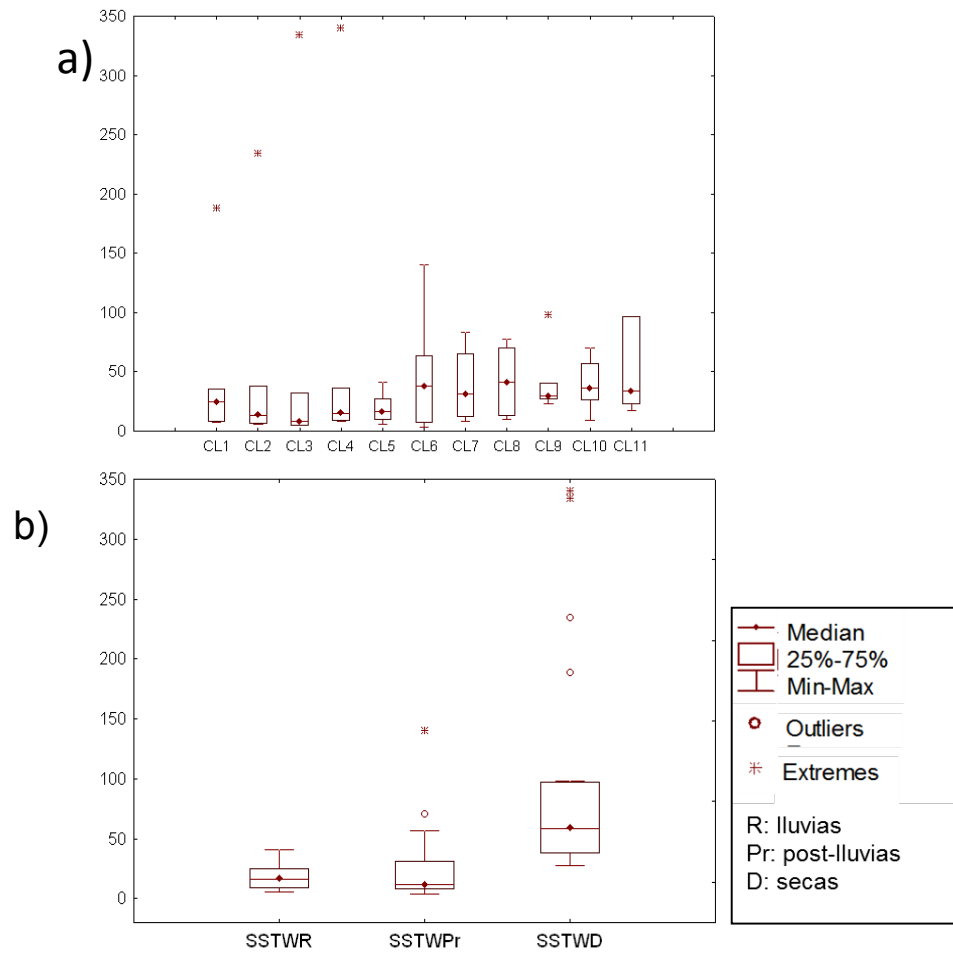 a)
350
300
250
200
150
100
50
0
CL1 CL2 CL3 CL4 CL5 CL6 CL7 CL8 CL9 CL10 CL11
b)
350
300
250
200
150
100
50
0
SSTWR SSTWPr SSTWD
Median
25%-75%
Min-Max
Outliers
Extremes
R: lluvias
Pr: post-lluvias
D: secas